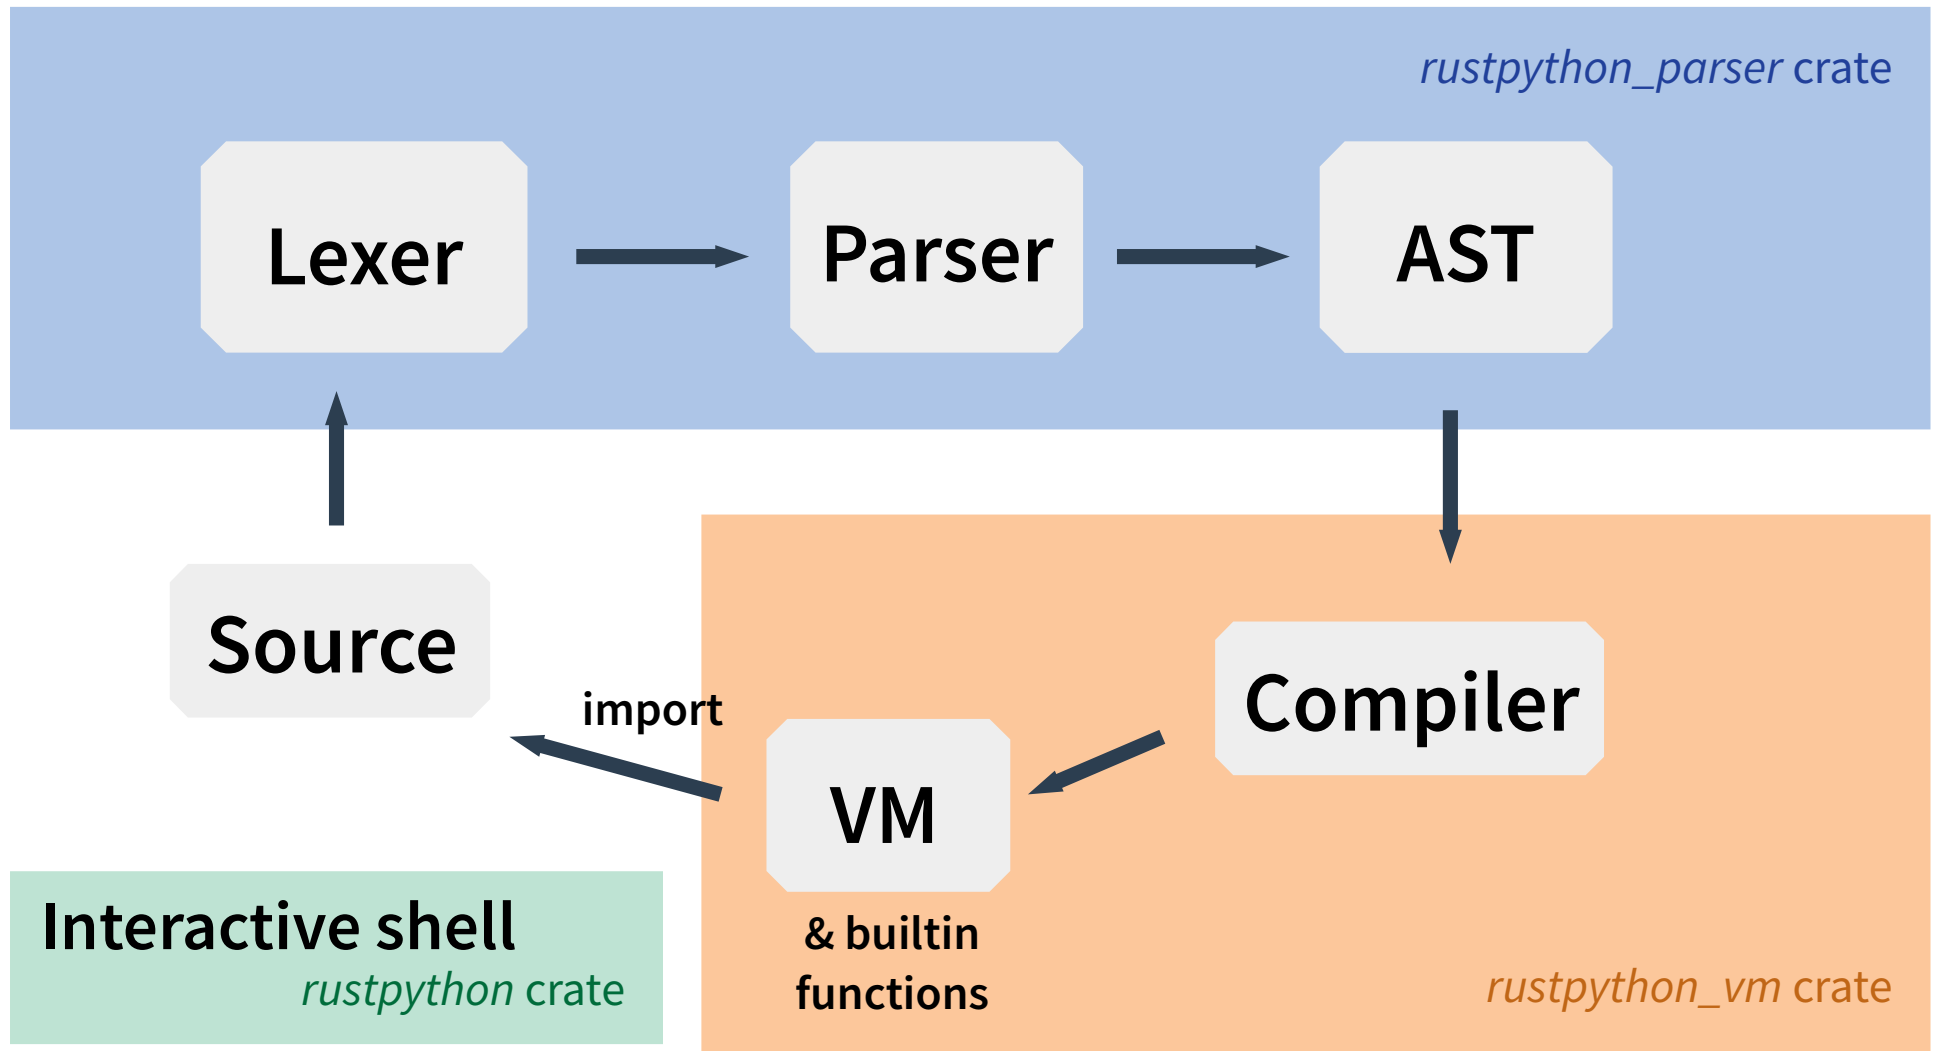 rustpython_parser crate
Lexer
Parser
AST
Source
import
Compiler
VM
& builtin
functions
Interactive shell
rustpython crate
rustpython_vm crate